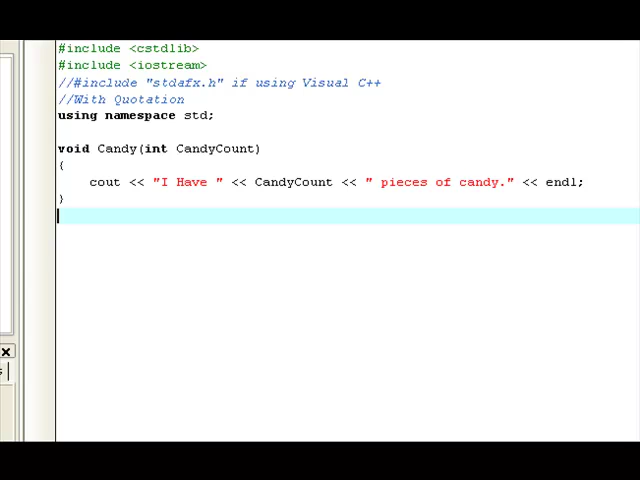 #include <cstdlib>
#include <iostream>
//#include "stdafx.h" if using Visual C++
//With Quotation
using namespace std;
void Candy(int CandyCount)
{
cout << "I Have " << CandyCount << " pieces of candy." << endl;
}